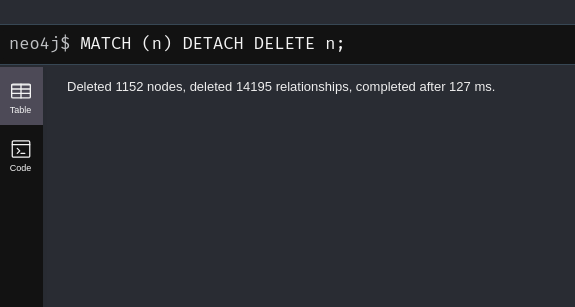 neo4j$ MATCH (n) DETACH DELETE n;
Deleted 1152 nodes, deleted 14195 relationships, completed after 127 ms.
Table
Code